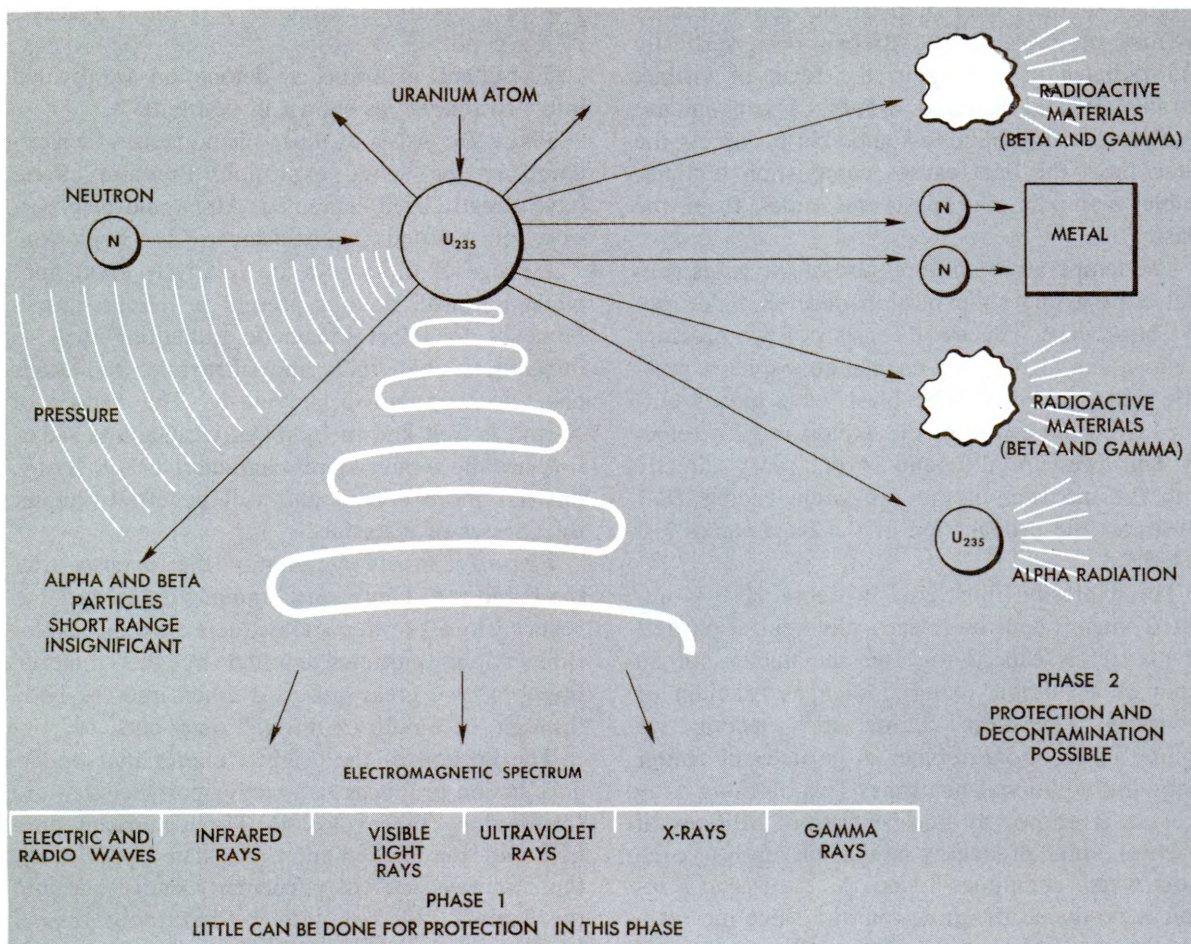 URANIUM ATOM
NEUTRON
N
U235
RADIOACTIVE
MATERIALS
(BETA AND GAMMA)
N
N
METAL
PRESSURE
RADIOACTIVE
MATERIALS
(BETA AND GAMMA)
U235
ALPHA RADIATION
ALPHA AND BETA
PARTICLES
SHORT RANGE
INSIGNIFICANT
PHASE 2
PROTECTION AND
DECONTAMINATION
POSSIBLE
ELECTROMAGNETIC SPECTRUM
ELECTRIC AND
RADIO WAVES
INFRARED
RAYS
VISIBLE
LIGHT
RAYS
ULTRAVIOLET
RAYS
X-RAYS
GAMMA
RAYS
PHASE 1
LITTLE CAN BE DONE FOR PROTECTION IN THIS PHASE